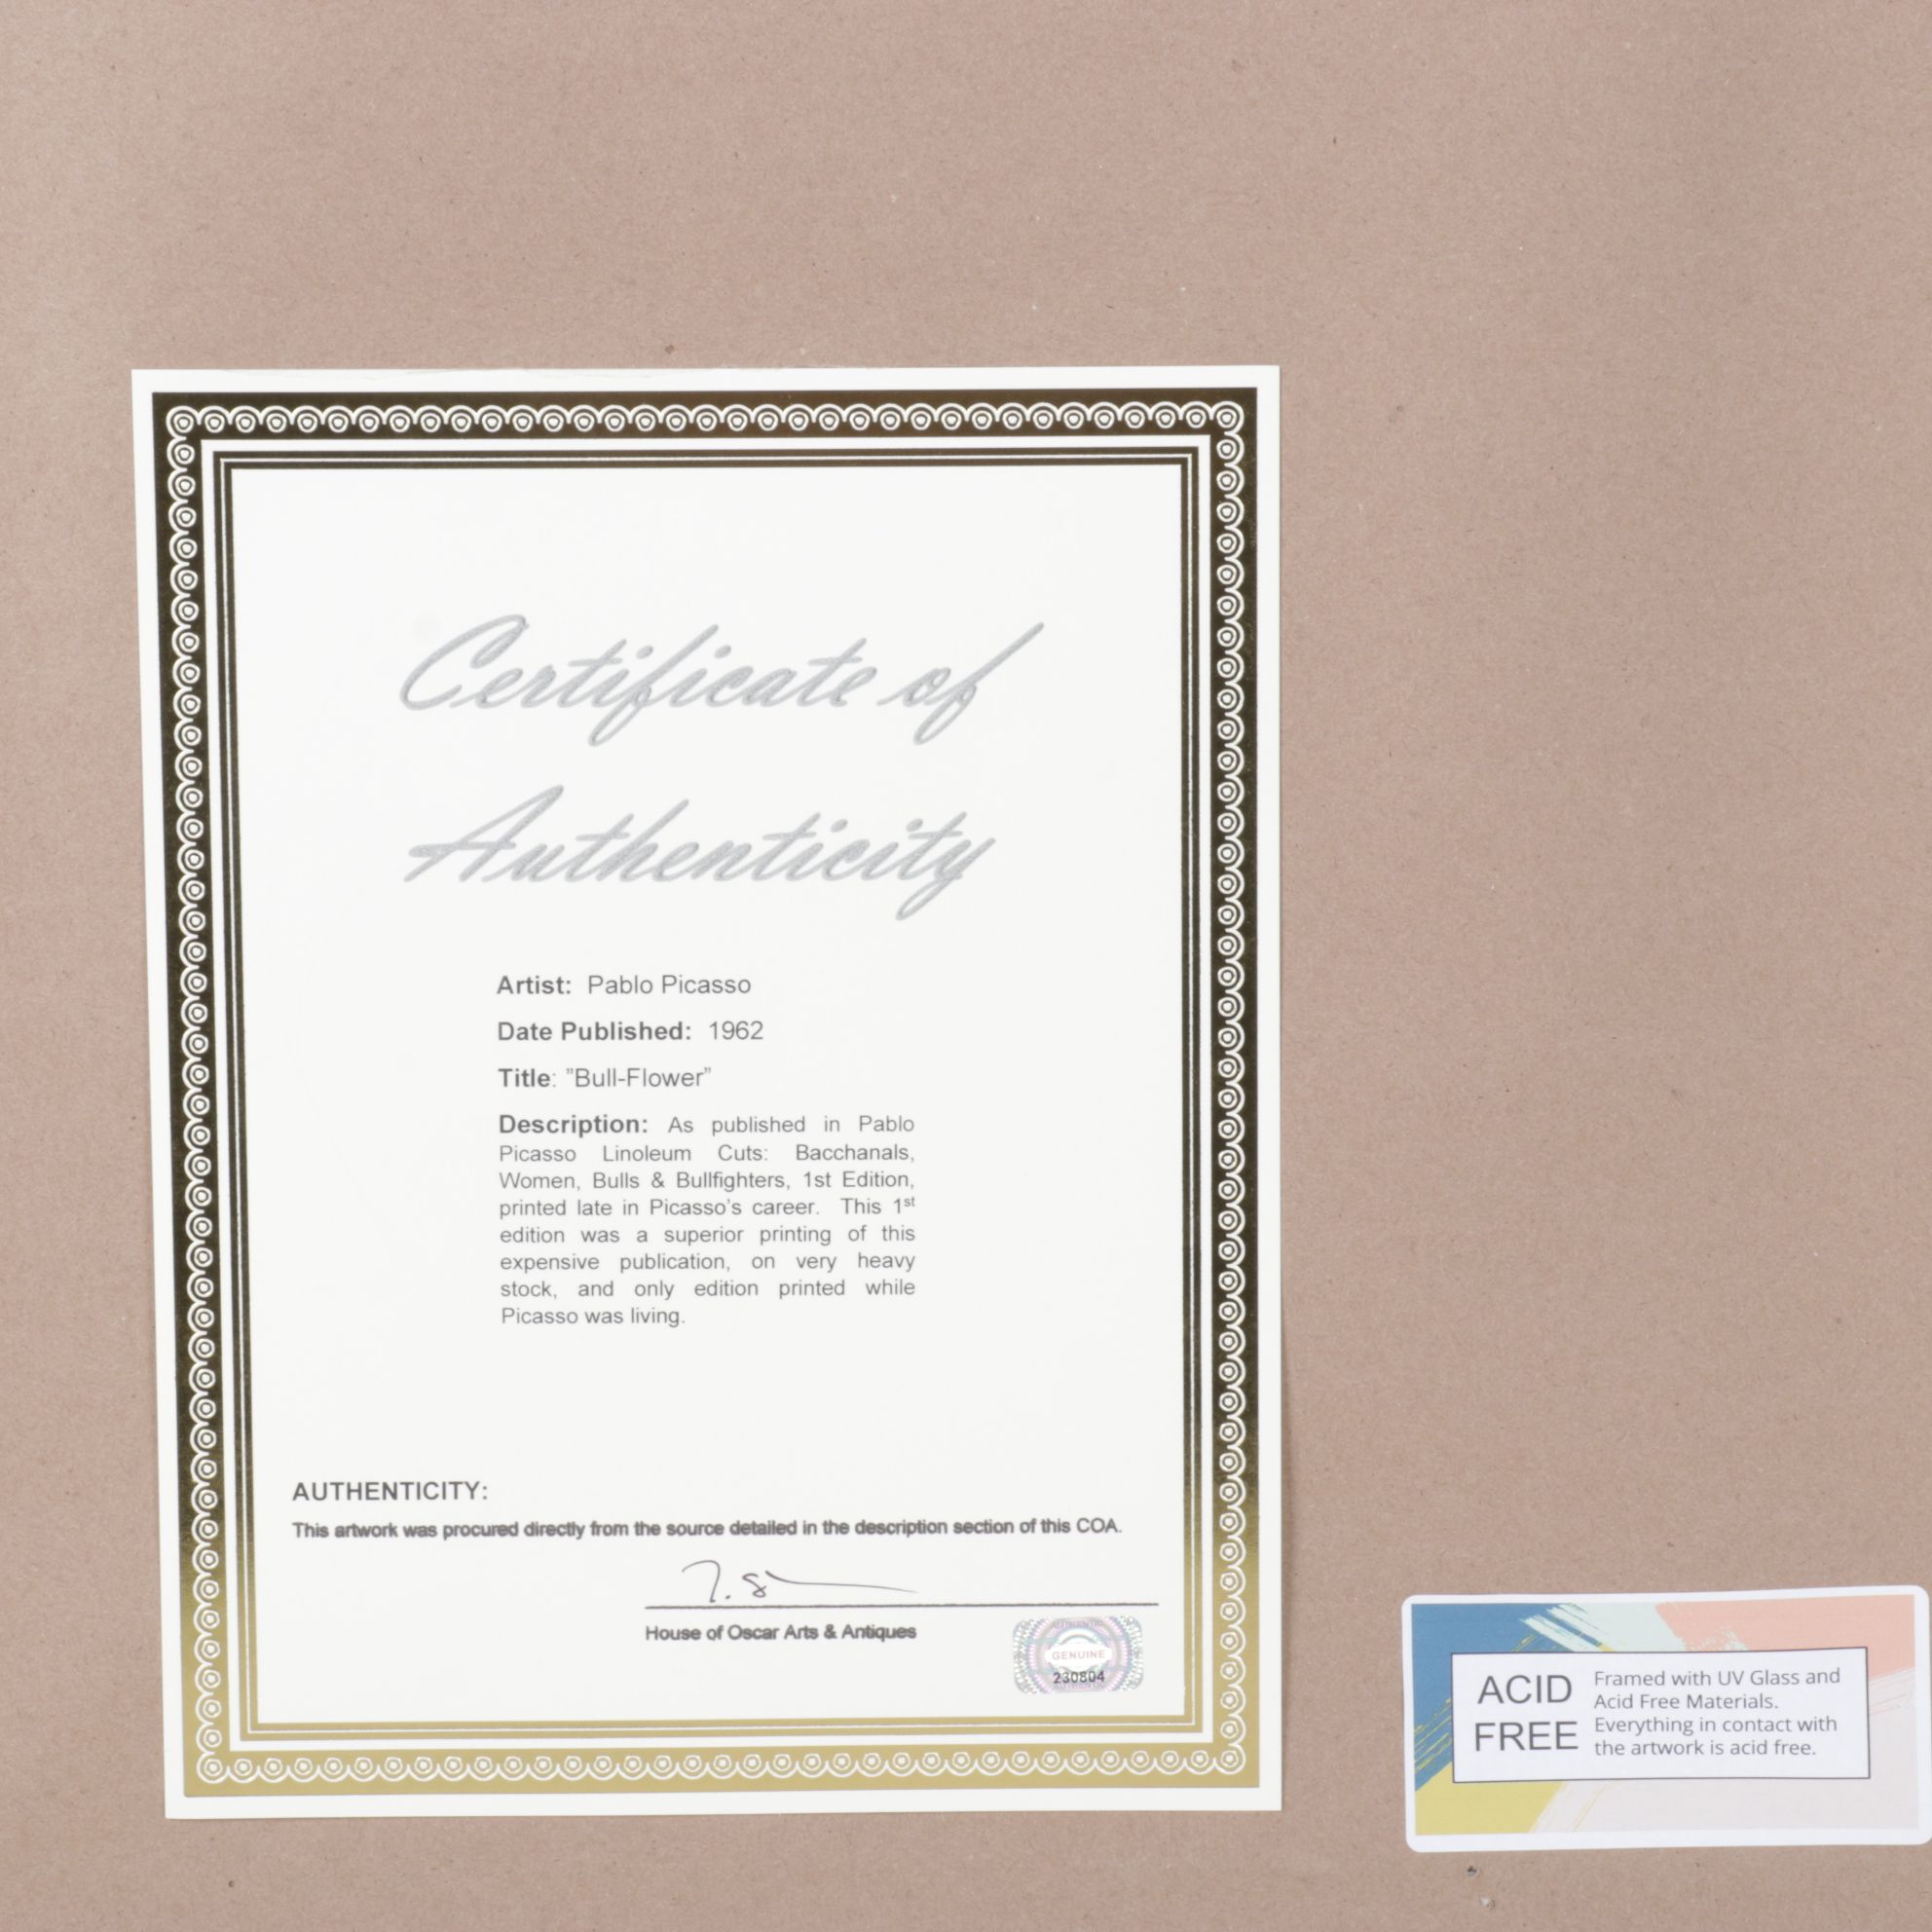 Certificate of
Authenticity
Artist: Pablo Picasso
Date Published: 1962
Title: ”Bull-Flower”
Description: As published in Pablo
Picasso Linoleum Cuts: Bacchanals,
Women, Bulls & Bullfighters, 1st Edition,
printed late in Picasso's career. This 1st
edition was a superior printing of this
expensive publication, on very heavy
stock, and only edition printed while
Picasso was living.
AUTHENTICITY:
This artwork was procured directly from the source detailed in the description section of this COA.
House of Oscar Arts & Antiques
AUTHENTIC
GENUINE
230804
ACID
FREE
Framed with UV Glass and
Acid Free Materials.
Everything in contact with
the artwork is acid free.